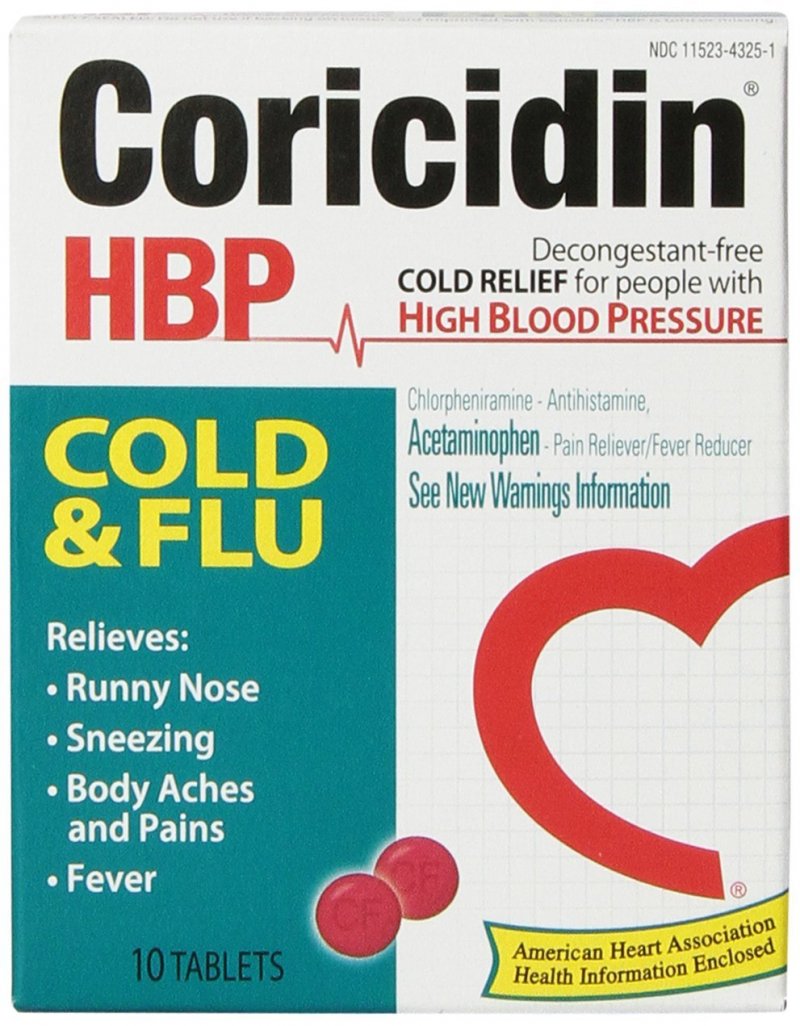 NDC 11523-4325-1
Coricidin®
HBP
Decongestant-free
COLD RELIEF for people with
HIGH BLOOD PRESSURE
COLD
& FLU
Chlorpheniramine - Antihistamine,
Acetaminophen - Pain Reliever/Fever Reducer
See New Warnings Information
Relieves:
• Runny Nose
• Sneezing
• Body Aches
and Pains
• Fever
CF
CF
10 TABLETS
®
American Heart Association
Health Information Enclosed